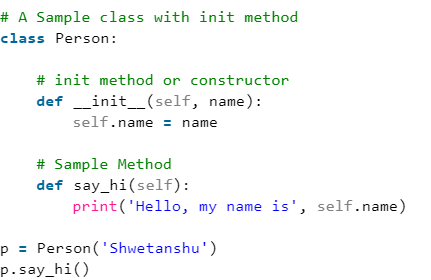 # A Sample class with init method
class Person:
    # init method or constructor
    def __init__(self, name):
        self.name = name
    # Sample Method
    def say_hi(self):
        print('Hello, my name is', self.name)
p = Person('Shwetanshu')
p.say_hi()